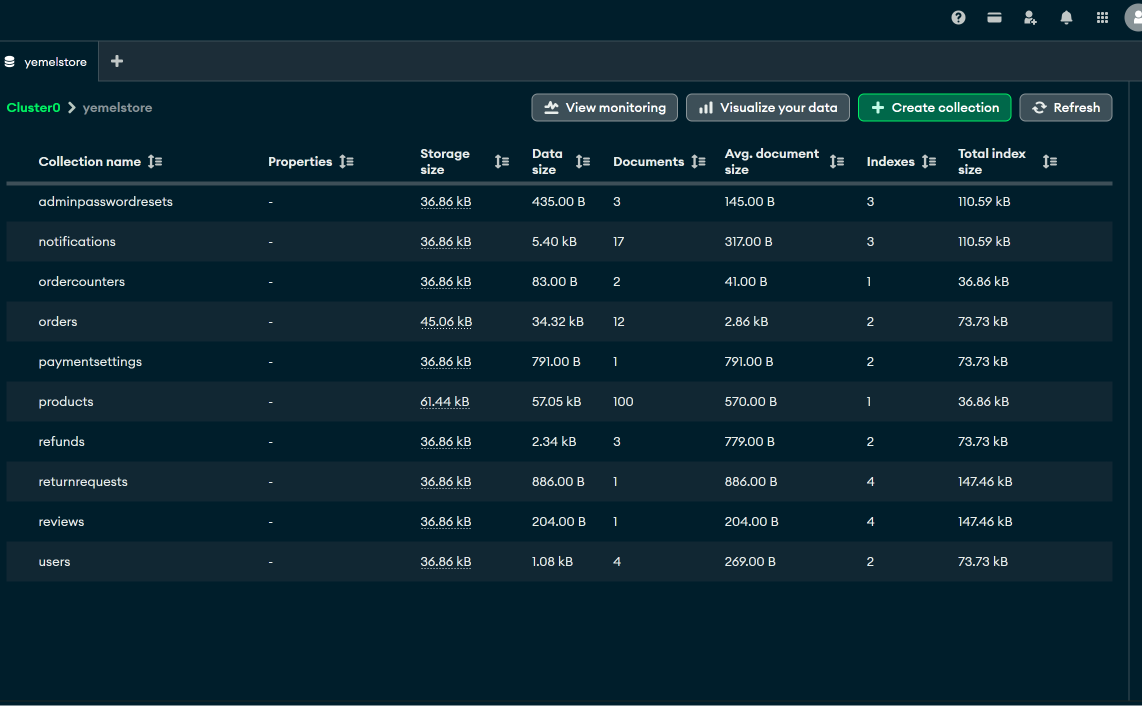 yemelstore
Cluster0 yemelstore
View monitoring Visualize your data Create collection Refresh
Collection name Properties Storage size Data size Documents Avg. document size Indexes Total index size
adminpasswordresets - 36.86 kB 435.00 B 3 145.00 B 3 110.59 kB
notifications - 36.86 kB 5.40 kB 17 317.00 B 3 110.59 kB
ordercounters - 36.86 kB 83.00 B 2 41.00 B 1 36.86 kB
orders - 45.06 kB 34.32 kB 12 2.86 kB 2 73.73 kB
paymentsettings - 36.86 kB 791.00 B 1 791.00 B 2 73.73 kB
products - 61.44 kB 57.05 kB 100 570.00 B 1 36.86 kB
refunds - 36.86 kB 2.34 kB 3 779.00 B 2 73.73 kB
returnrequests - 36.86 kB 886.00 B 1 886.00 B 4 147.46 kB
reviews - 36.86 kB 204.00 B 1 204.00 B 4 147.46 kB
users - 36.86 kB 1.08 kB 4 269.00 B 2 73.73 kB